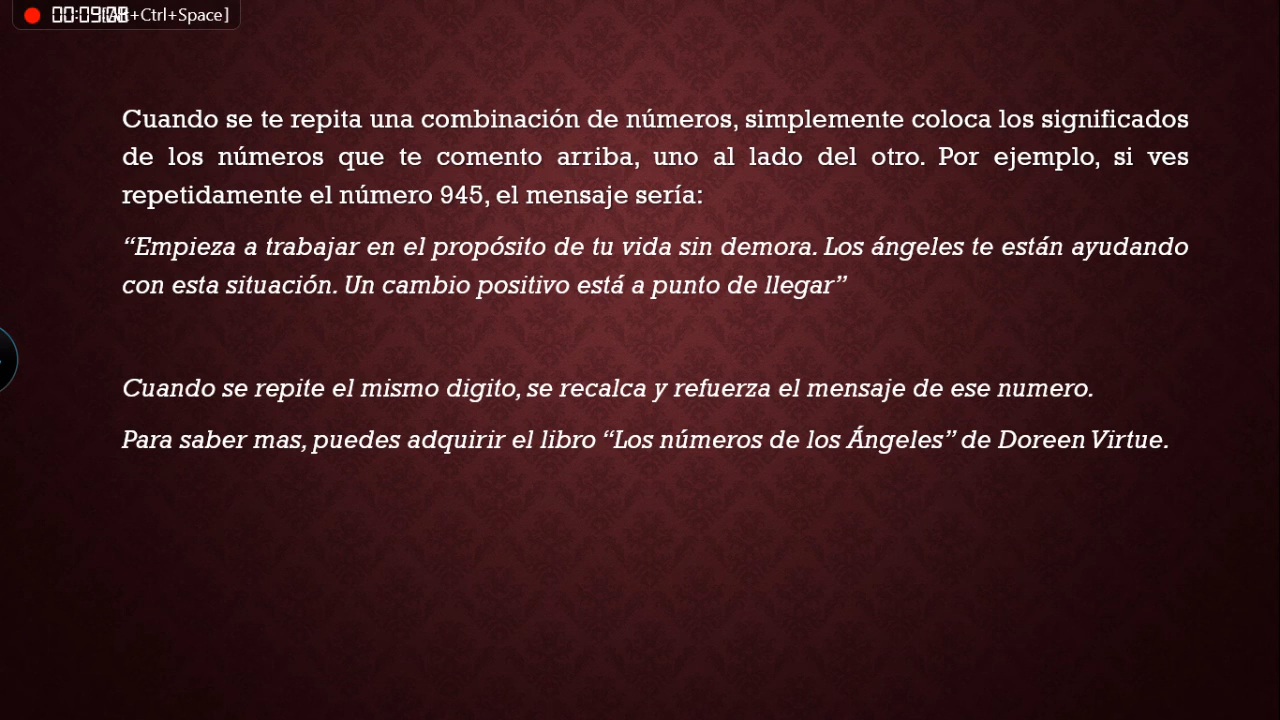 +Ctrl+Space]
Cuando se te repita una combinación de números, simplemente coloca los significados
de los números que te comento arriba, uno al lado del otro. Por ejemplo, si ves
repetidamente el número 945, el mensaje sería:
“Empieza a trabajar en el propósito de tu vida sin demora. Los ángeles te están ayudando
con esta situación. Un cambio positivo está a punto de llegar”
Cuando se repite el mismo digito, se recalca y refuerza el mensaje de ese numero.
Para saber mas, puedes adquirir el libro “Los números de los Ángeles” de Doreen Virtue.